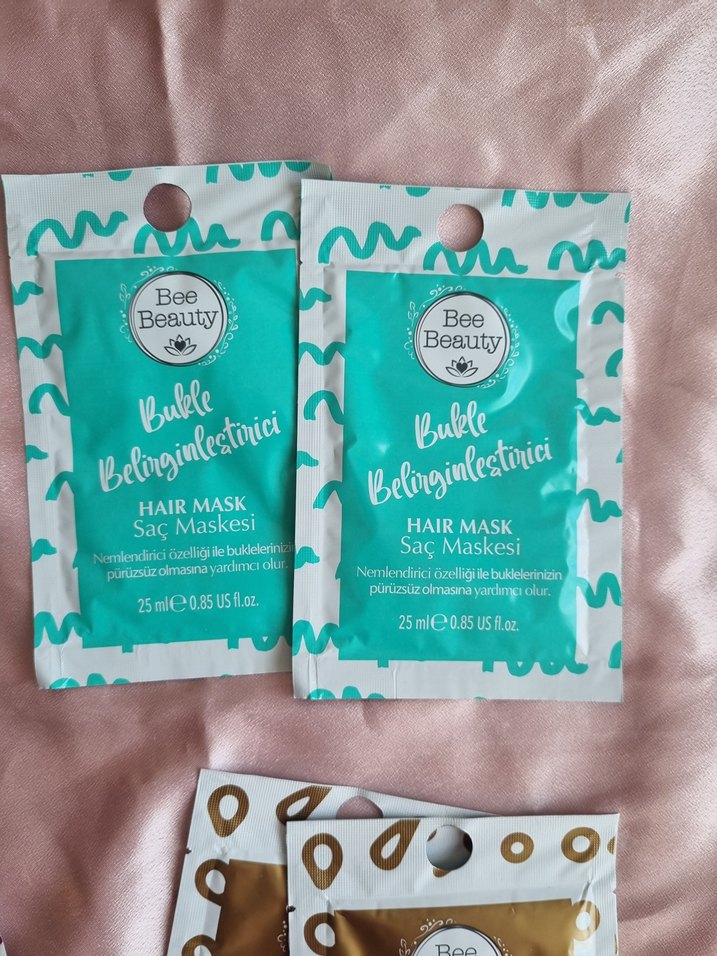 Bee
Beauty
Bukle
Belirginleştirici
HAIR MASK
Saç Maskesi
Nemlendirici özelliği ile buklelerinizin
pürüzsüz olmasına yardımcı olur.
25 ml℮ 0.85 US fl.oz.
Bee
Beauty
Bukle
Belirginleştirici
HAIR MASK
Saç Maskesi
Nemlendirici özelliği ile buklelerinizin
pürüzsüz olmasına yardımcı olur.
25 ml℮ 0.85 US fl.oz.
Bee